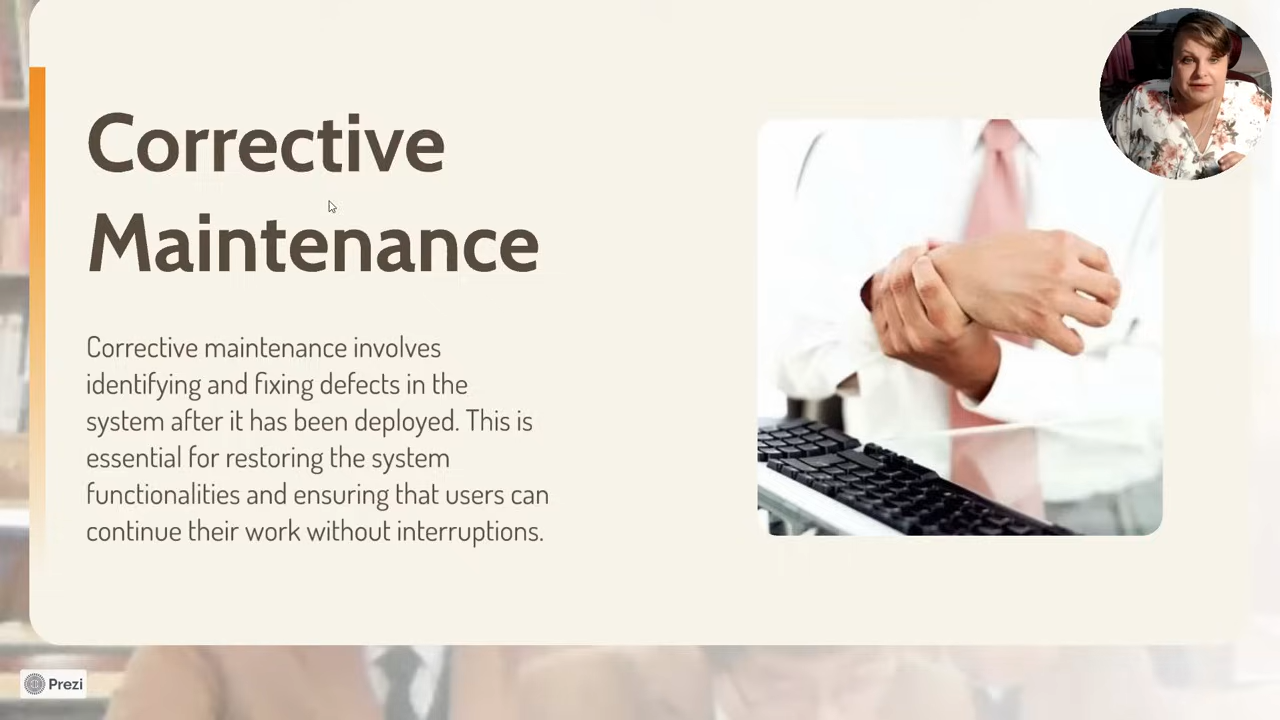 Corrective
Maintenance
Corrective maintenance involves
identifying and fixing defects in the
system after it has been deployed. This is
essential for restoring the system
functionalities and ensuring that users can
continue their work without interruptions.
Prezi